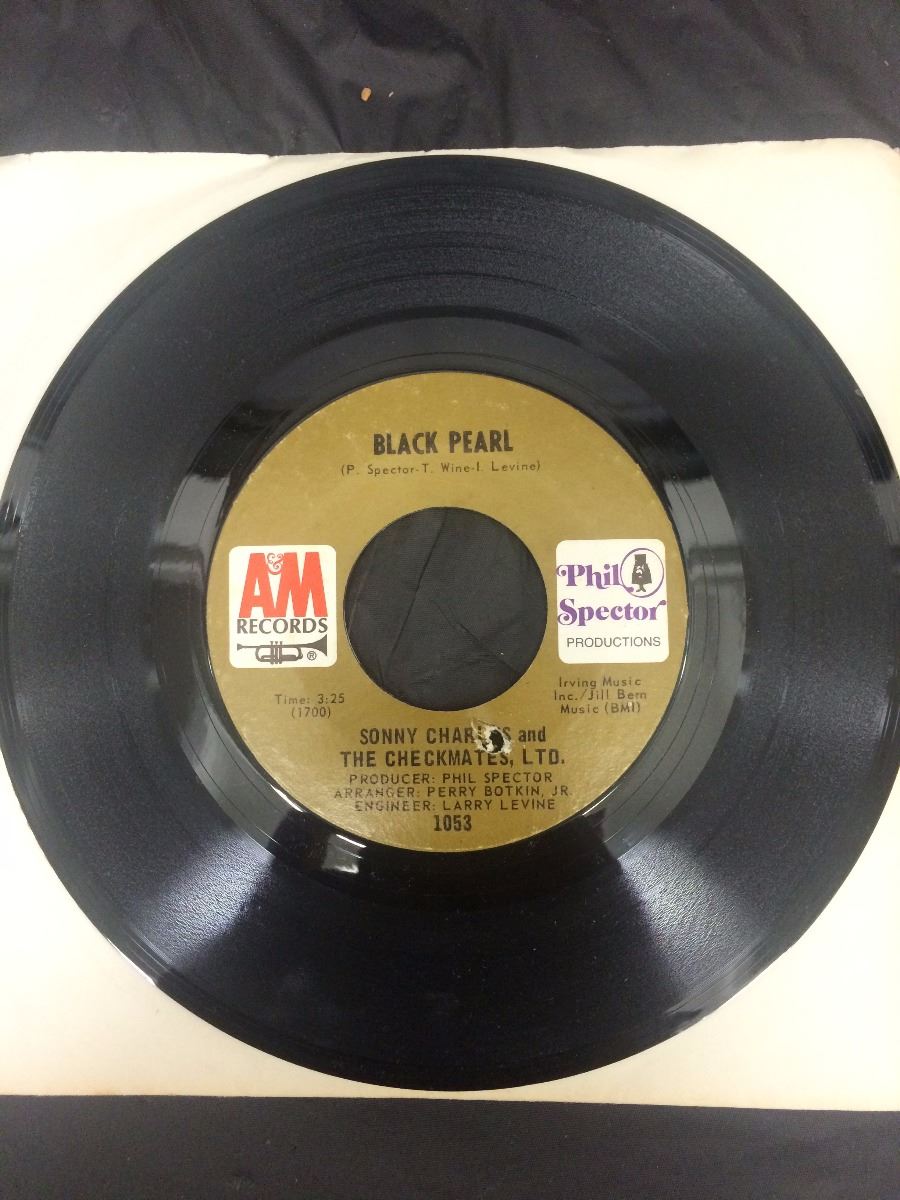 BLACK PEARL
(P. Spector-T. Wine-I. Levine)
A&M
RECORDS
®
Phil
Spector
PRODUCTIONS
Time: 3:25
(1700)
Irving Music
Inc./Jill Bern
Music (BMI)
SONNY and
THE CHECKMATES, LTD.
PRODUCER: PHIL SPECTOR
ARRANGER: PERRY BOTKIN, JR.
ENGINEER: LARRY LEVINE
1053